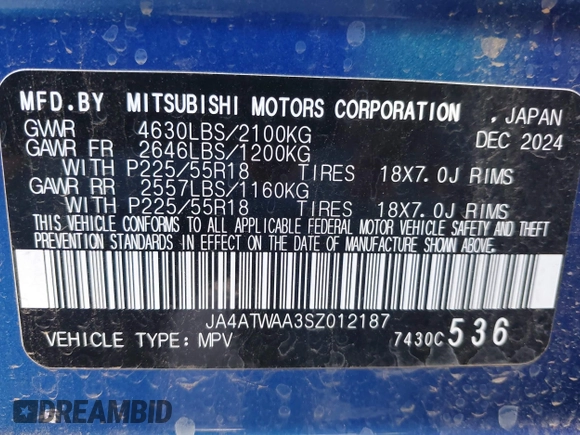 MFD.BY MITSUBISHI MOTORS CORPORATION , JAPAN
GVWR 4630LBS/2100KG DEC 2024
GAWR FR 2646LBS/1200KG
WITH P225/55R18 TIRES 18X7.0J RIMS
GAWR RR 2557LBS/1160KG
WITH P225/55R18 TIRES 18X7.0J RIMS
THIS VEHICLE CONFORMS TO ALL APPLICABLE FEDERAL MOTOR VEHICLE SAFETY AND THEFT
PREVENTION STANDARDS IN EFFECT ON THE DATE OF MANUFACTURE SHOWN ABOVE.
JA4ATWAA3SZ012187
VEHICLE TYPE: MPV 7430C 536
DREAMBID